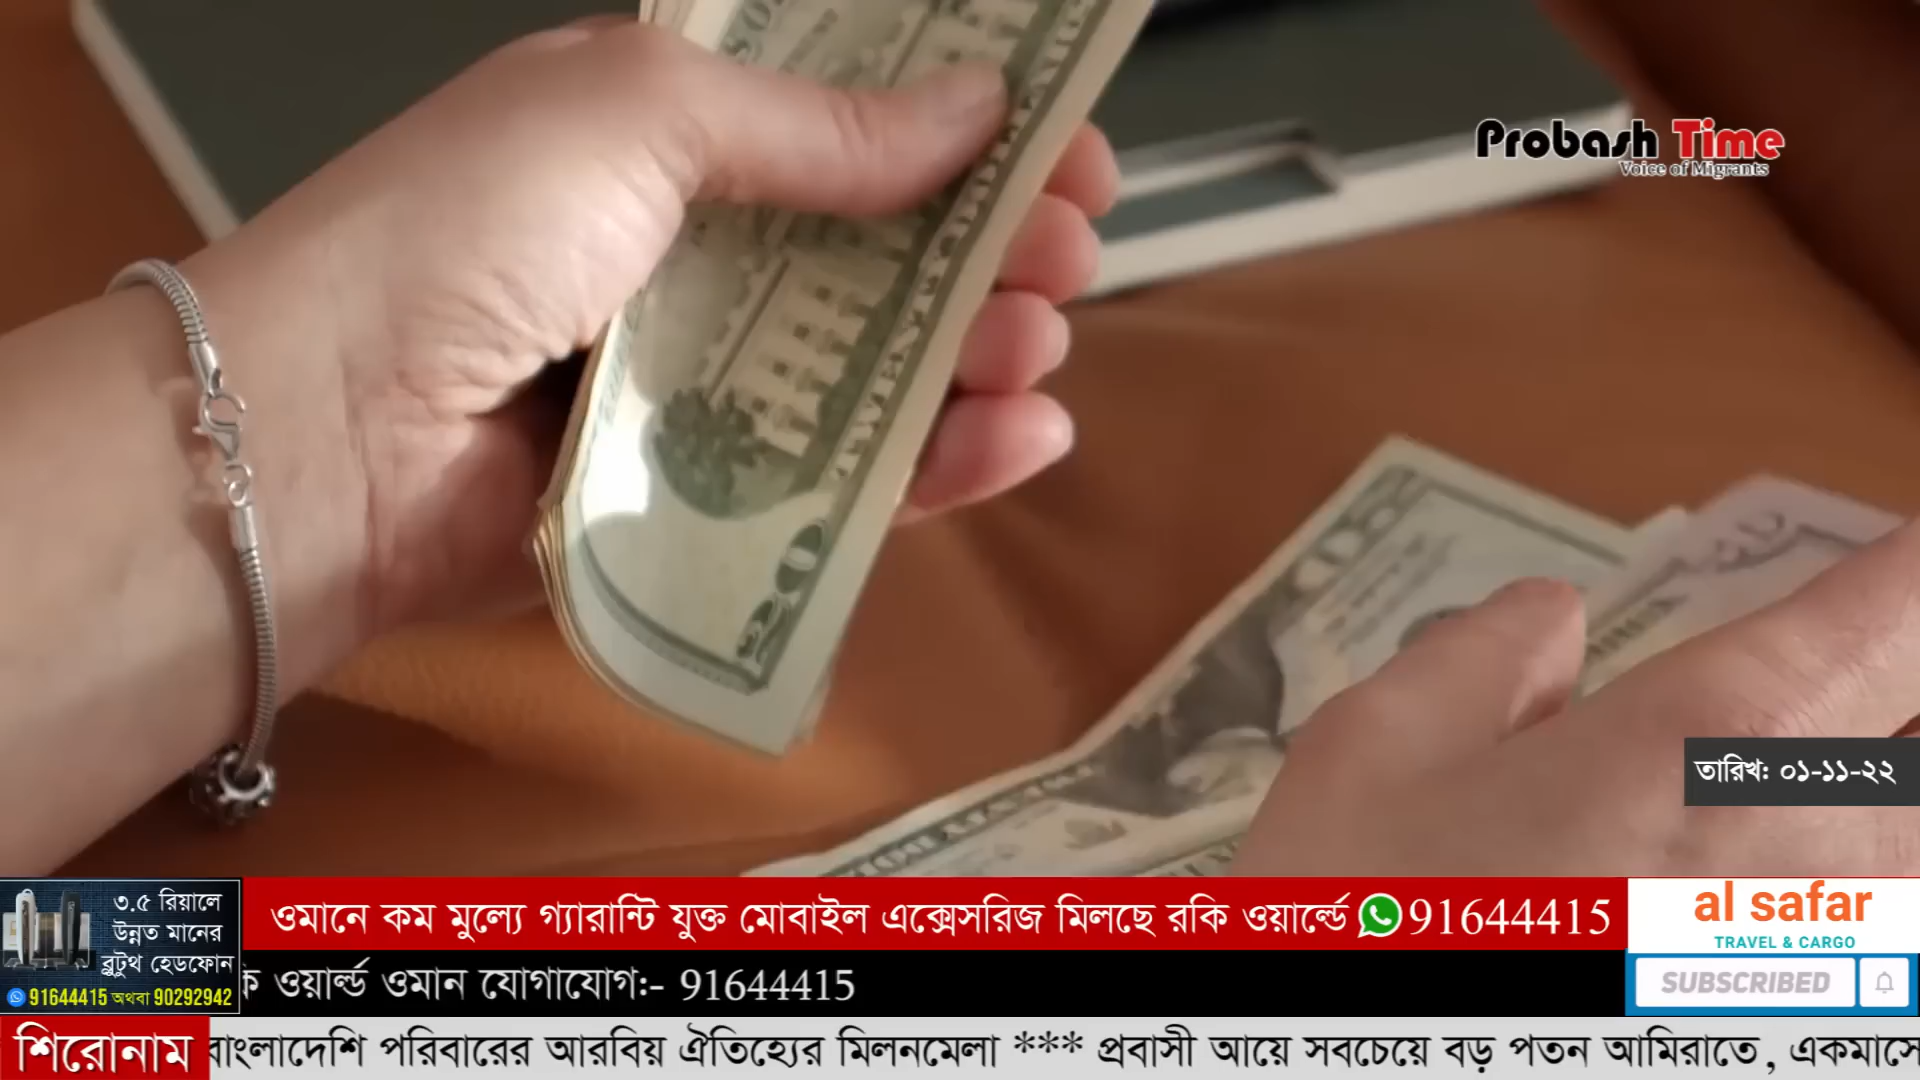 Probash Time
Voice of Migrants
TWENTY
20
তারিখ: ০১-১১-২২
৩.৫ রিয়ালে
উন্নত মানের
ব্লুটুথ হেডফোন
91644415 অথবা 90292942
ওমানে কম মুল্যে গ্যারান্টি যুক্ত মোবাইল এক্সেসরিজ মিলছে রকি ওয়ার্ল্ডে 91644415
ওয়ার্ল্ড ওমান যোগাযোগ:- 91644415
al safar
TRAVEL & CARGO
SUBSCRIBED
শিরোনাম
বাংলাদেশি পরিবারের আরবিয় ঐতিহ্যের মিলনমেলা *** প্রবাসী আয়ে সবচেয়ে বড় পতন আমিরাতে, একমাসে